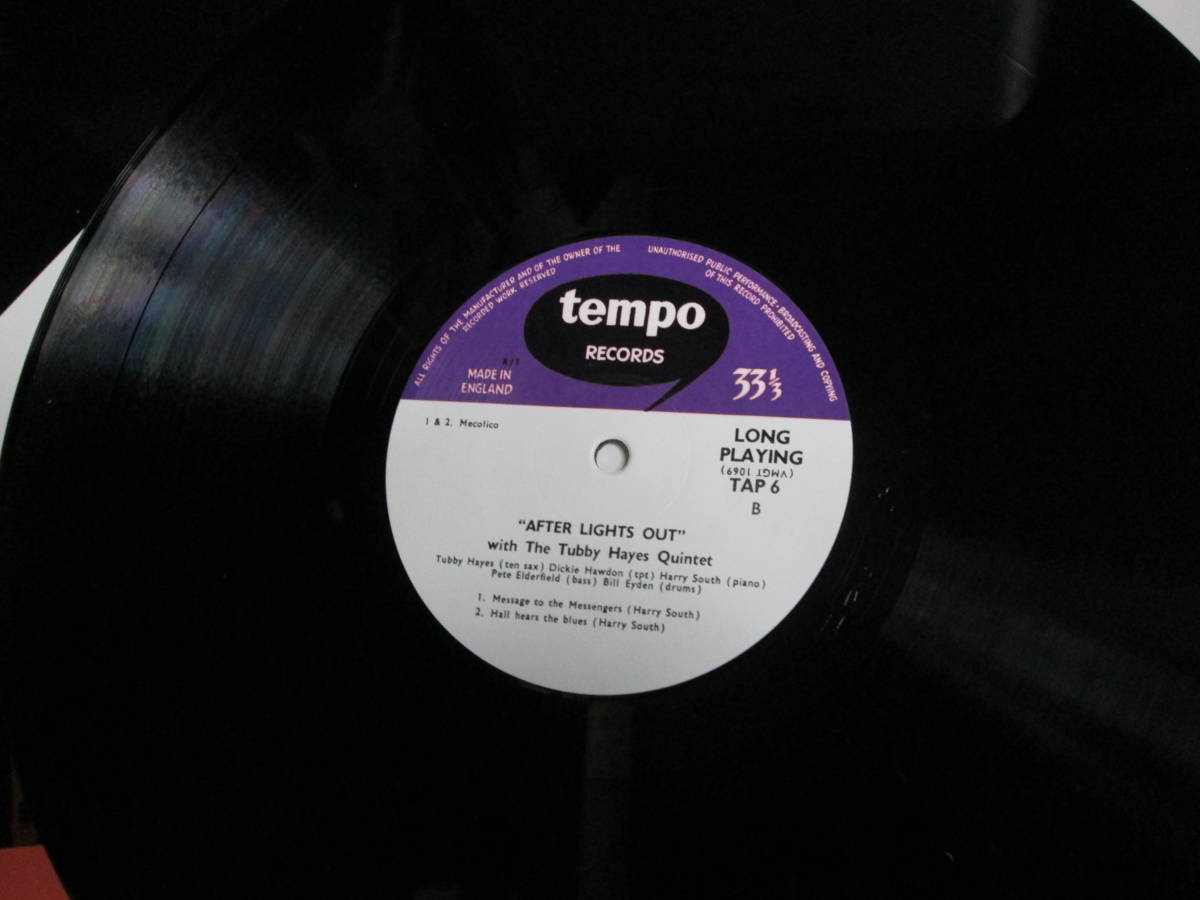 ALL RIGHTS OF THE MANUFACTURER AND OF THE OWNER OF THE
RECORDED WORK RESERVED
UNAUTHORISED PUBLIC PERFORMANCE · BROADCASTING AND COPYING
OF THIS RECORD PROHIBITED
tempo
RECORDS
R/T
MADE IN
ENGLAND
33 1/3
1 & 2. Mecolico
LONG
PLAYING
(VMGT 1069)
TAP 6
B
"AFTER LIGHTS OUT"
with The Tubby Hayes Quintet
Tubby Hayes (ten sax) Dickie Hawdon (tpt) Harry South (piano)
Pete Elderfield (bass) Bill Eyden (drums)
1. Message to the Messengers (Harry South)
2. Hall hears the blues (Harry South)